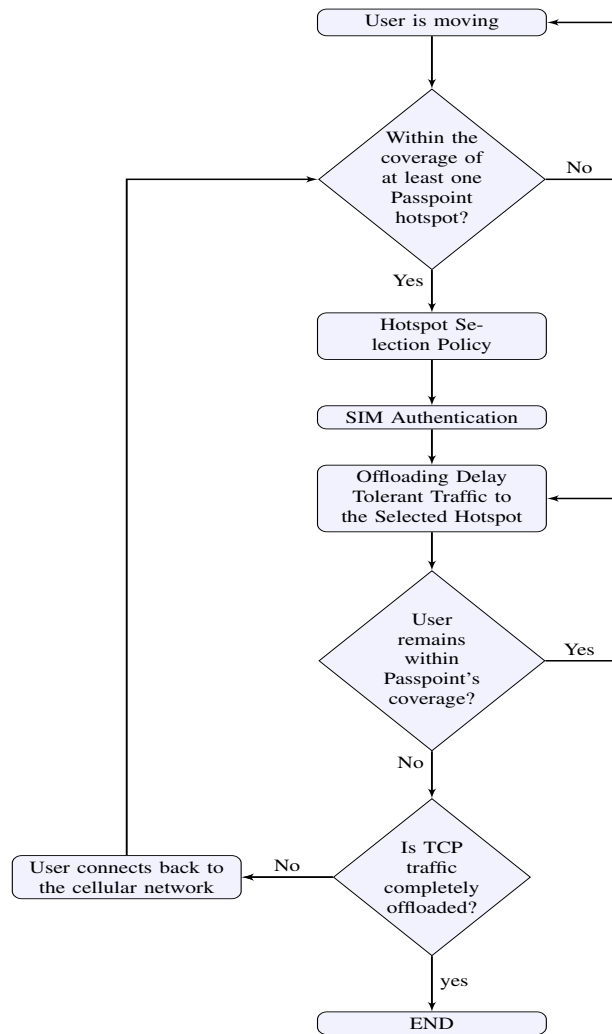 User is moving
Within the
coverage of
at least one
Passpoint
hotspot?
No
Yes
Hotspot Se-
lection Policy
SIM Authentication
Offloading Delay
Tolerant Traffic to
the Selected Hotspot
User
remains
within
Passpoint's
coverage?
Yes
No
Is TCP
traffic
completely
offloaded?
No
User connects back to
the cellular network
yes
END